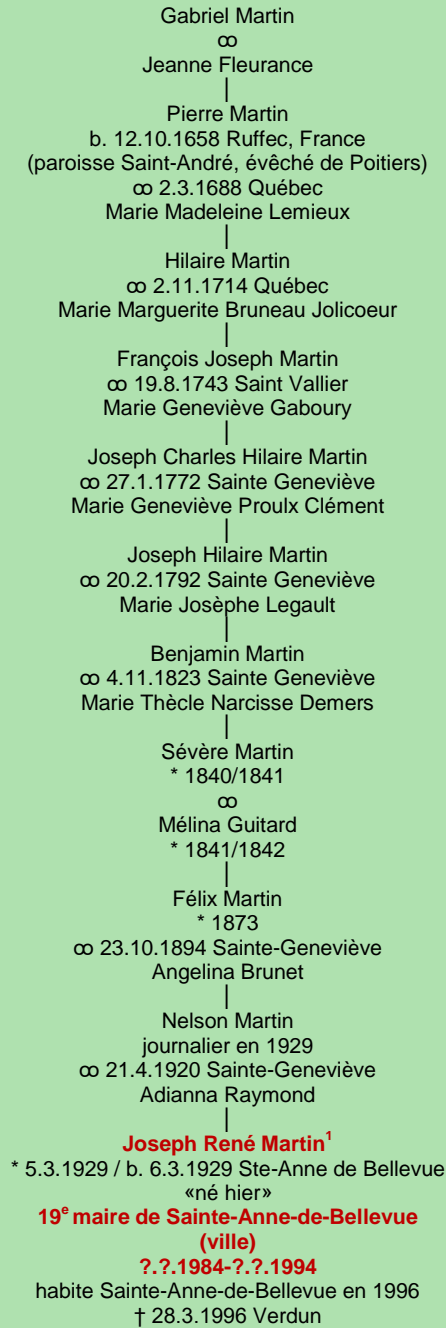 Gabriel Martin
∞
Jeanne Fleurance
|
Pierre Martin
b. 12.10.1658 Ruffec, France
(paroisse Saint-André, évêché de Poitiers)
∞ 2.3.1688 Québec
Marie Madeleine Lemieux
|
Hilaire Martin
∞ 2.11.1714 Québec
Marie Marguerite Bruneau Jolicoeur
|
François Joseph Martin
∞ 19.8.1743 Saint Vallier
Marie Geneviève Gaboury
|
Joseph Charles Hilaire Martin
∞ 27.1.1772 Sainte Geneviève
Marie Geneviève Proulx Clément
|
Joseph Hilaire Martin
∞ 20.2.1792 Sainte Geneviève
Marie Josèphe Legault
|
Benjamin Martin
∞ 4.11.1823 Sainte Geneviève
Marie Thècle Narcisse Demers
|
Sévère Martin
* 1840/1841
∞
Mélina Guitard
* 1841/1842
|
Félix Martin
* 1873
∞ 23.10.1894 Sainte-Geneviève
Angelina Brunet
|
Nelson Martin
journalier en 1929
∞ 21.4.1920 Sainte-Geneviève
Adianna Raymond
|
Joseph René Martin¹
* 5.3.1929 / b. 6.3.1929 Ste-Anne de Bellevue
«né hier»
19e maire de Sainte-Anne-de-Bellevue
(ville)
?.?.1984-?.?.1994
habite Sainte-Anne-de-Bellevue en 1996
† 28.3.1996 Verdun